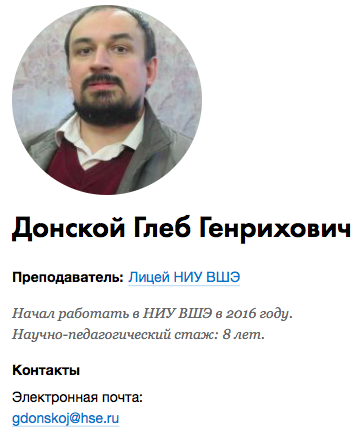 Донской Глеб Генрихович
Преподаватель: Лицей НИУ ВШЭ
Начал работать в НИУ ВШЭ в 2016 году.
Научно-педагогический стаж: 8 лет.
Контакты
Электронная почта:
gdonskoj@hse.ru